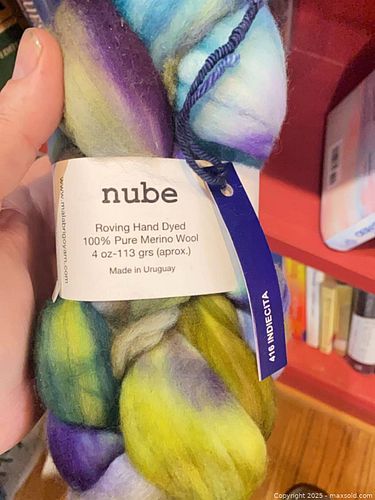 nube
Roving Hand Dyed
100% Pure Merino Wool
4 oz-113 grs (aprox.)
Made in Uruguay
www.malabrigoyarn.com
416 INDIECITA
Copyright 2025 - maxsold.com